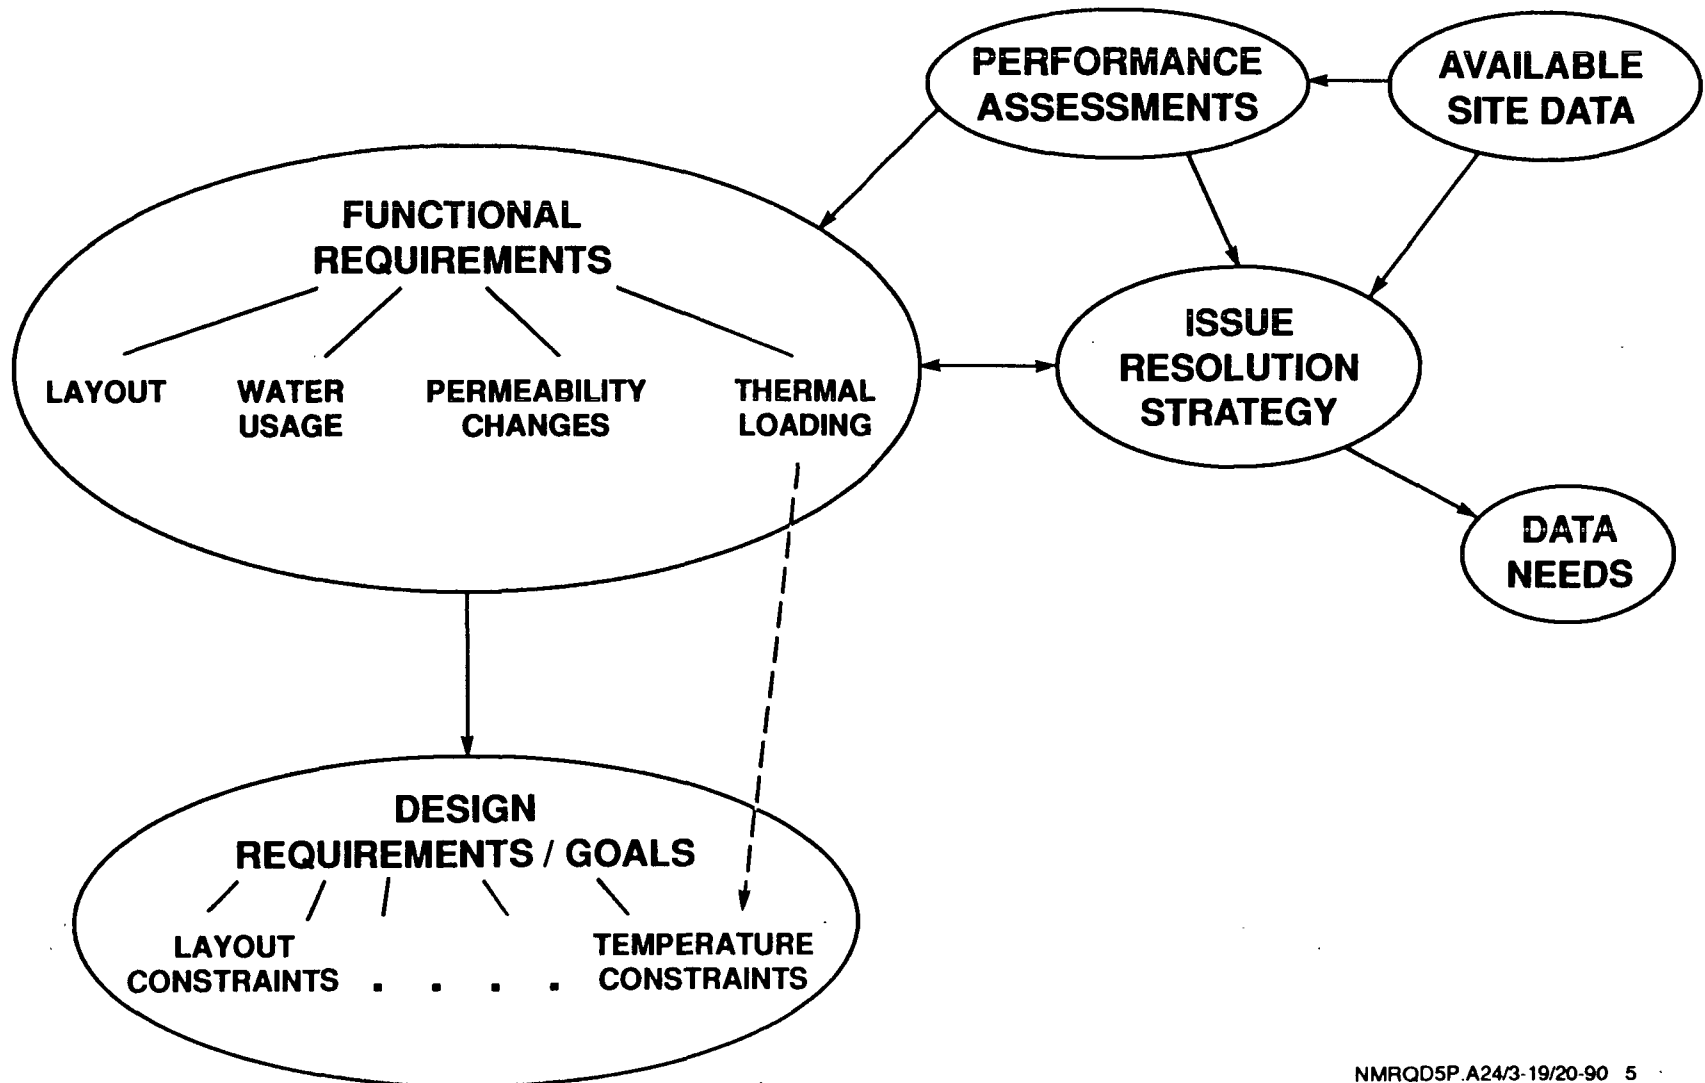 PERFORMANCE
ASSESSMENTS
AVAILABLE
SITE DATA
FUNCTIONAL
REQUIREMENTS
LAYOUT
WATER
USAGE
PERMEABILITY
CHANGES
THERMAL
LOADING
ISSUE
RESOLUTION
STRATEGY
DATA
NEEDS
DESIGN
REQUIREMENTS / GOALS
LAYOUT
CONSTRAINTS
. . . .
TEMPERATURE
CONSTRAINTS
NMRQD5P.A24/3-19/20-90 5